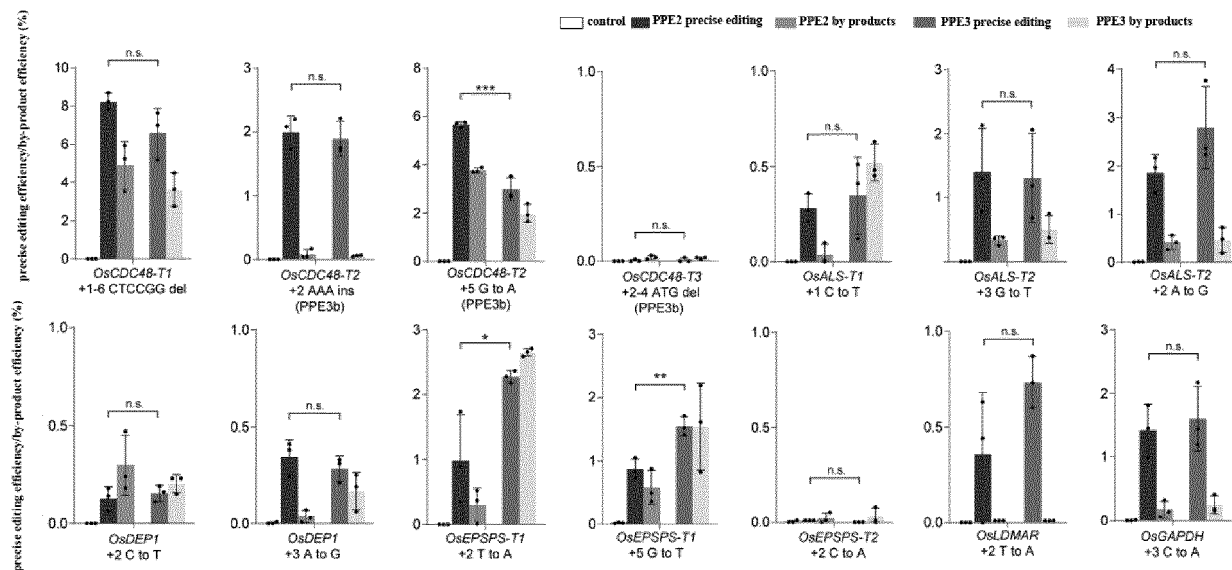 control PPE2 precise editing PPE2 by products PPE3 precise editing PPE3 by products
precise editing efficiency/by-product efficiency (%)
10
8
6
4
2
0
n.s.
OsCDC48-T1
+1-6 CTCCGG del
3
2
1
0
n.s.
OsCDC48-T2
+2 AAA ins
(PPE3b)
8
6
4
2
0
***
OsCDC48-T2
+5 G to A
(PPE3b)
1.0
0.5
0.0
n.s.
OsCDC48-T3
+2-4 ATG del
(PPE3b)
1.0
0.5
0.0
n.s.
OsALS-T1
+1 C to T
3
2
1
0
n.s.
OsALS-T2
+3 G to T
4
3
2
1
0
n.s.
OsALS-T2
+2 A to G
precise editing efficiency/by-product efficiency (%)
1.0
0.5
0.0
n.s.
OsDEP1
+2 C to T
1.0
0.5
0.0
n.s.
OsDEP1
+3 A to G
3
2
1
0
*
OsEPSPS-T1
+2 T to A
3
2
1
0
**
OsEPSPS-T1
+5 G to T
1.0
0.5
0.0
n.s.
OsEPSPS-T2
+2 C to A
1.0
0.5
0.0
n.s.
OsLDMAR
+2 T to A
3
2
1
0
n.s.
OsGAPDH
+3 C to A